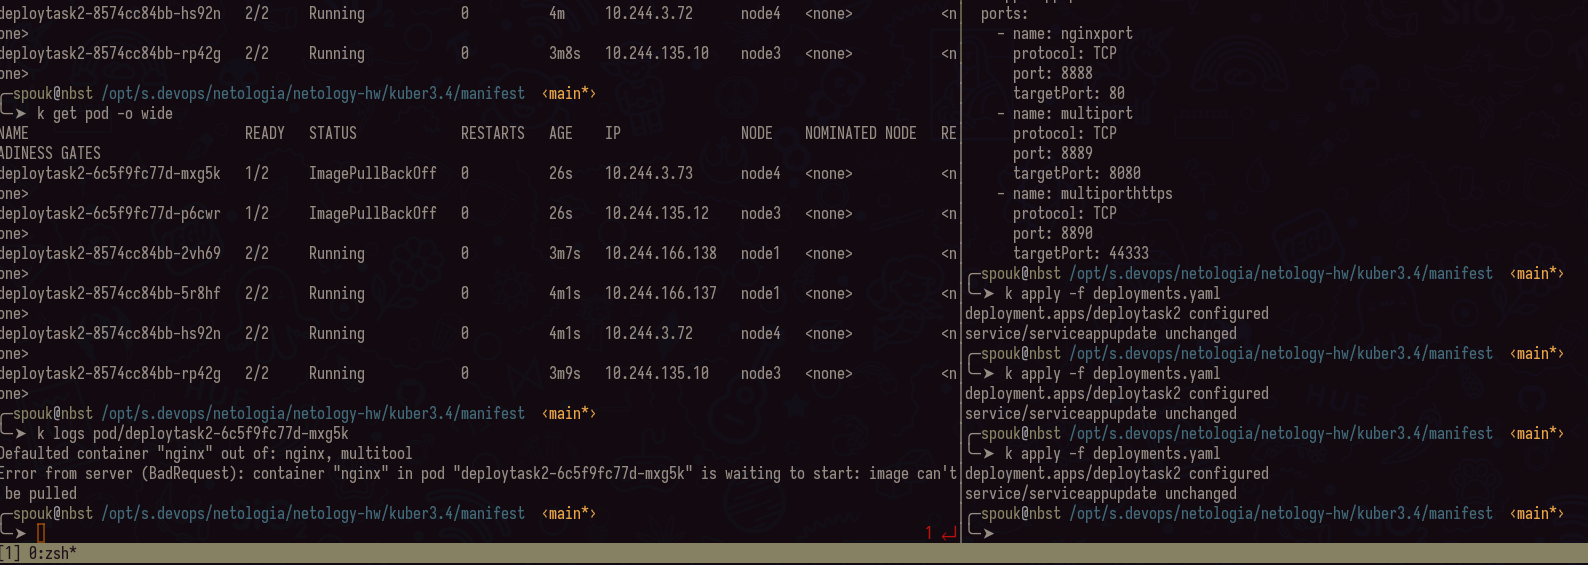 deploytask2-8574cc84bb-hs92n   2/2     Running            0          4m     10.244.3.72      node4   <none>           <n
one>
deploytask2-8574cc84bb-rp42g   2/2     Running            0          3m8s   10.244.135.10    node3   <none>           <n
one>
spouk@nbst /opt/s.devops/netologia/netology-hw/kuber3.4/manifest  ‹main*›
➤ k get pod -o wide
NAME                           READY   STATUS             RESTARTS   AGE    IP               NODE    NOMINATED NODE   RE
ADINESS GATES
deploytask2-6c5f9fc77d-mxg5k   1/2     ImagePullBackOff   0          26s    10.244.3.73      node4   <none>           <n
one>
deploytask2-6c5f9fc77d-p6cwr   1/2     ImagePullBackOff   0          26s    10.244.135.12    node3   <none>           <n
one>
deploytask2-8574cc84bb-2vh69   2/2     Running            0          3m7s   10.244.166.138   node1   <none>           <n
one>
deploytask2-8574cc84bb-5r8hf   2/2     Running            0          4m1s   10.244.166.137   node1   <none>           <n
one>
deploytask2-8574cc84bb-hs92n   2/2     Running            0          4m1s   10.244.3.72      node4   <none>           <n
one>
deploytask2-8574cc84bb-rp42g   2/2     Running            0          3m9s   10.244.135.10    node3   <none>           <n
one>
spouk@nbst /opt/s.devops/netologia/netology-hw/kuber3.4/manifest  ‹main*›
➤ k logs pod/deploytask2-6c5f9fc77d-mxg5k
Defaulted container "nginx" out of: nginx, multitool
Error from server (BadRequest): container "nginx" in pod "deploytask2-6c5f9fc77d-mxg5k" is waiting to start: image can't
be pulled
spouk@nbst /opt/s.devops/netologia/netology-hw/kuber3.4/manifest  ‹main*›
➤ 1 ↵
ports:
- name: nginxport
protocol: TCP
port: 8888
targetPort: 80
- name: multiport
protocol: TCP
port: 8889
targetPort: 8080
- name: multiporthttps
protocol: TCP
port: 8890
targetPort: 44333
spouk@nbst /opt/s.devops/netologia/netology-hw/kuber3.4/manifest  ‹main*›
➤ k apply -f deployments.yaml
deployment.apps/deploytask2 configured
service/serviceappupdate unchanged
spouk@nbst /opt/s.devops/netologia/netology-hw/kuber3.4/manifest  ‹main*›
➤ k apply -f deployments.yaml
deployment.apps/deploytask2 configured
service/serviceappupdate unchanged
spouk@nbst /opt/s.devops/netologia/netology-hw/kuber3.4/manifest  ‹main*›
➤ k apply -f deployments.yaml
deployment.apps/deploytask2 configured
service/serviceappupdate unchanged
spouk@nbst /opt/s.devops/netologia/netology-hw/kuber3.4/manifest  ‹main*›
➤
[1] 0:zsh*